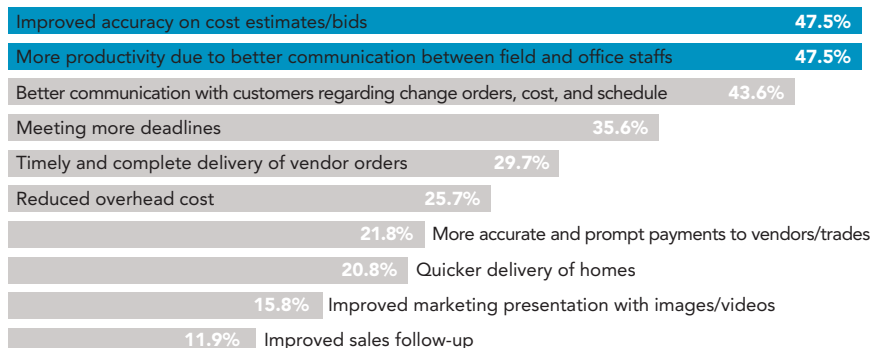 Improved accuracy on cost estimates/bids 47.5%
More productivity due to better communication between field and office staffs 47.5%
Better communication with customers regarding change orders, cost, and schedule 43.6%
Meeting more deadlines 35.6%
Timely and complete delivery of vendor orders 29.7%
Reduced overhead cost 25.7%
21.8% More accurate and prompt payments to vendors/trades
20.8% Quicker delivery of homes
15.8% Improved marketing presentation with images/videos
11.9% Improved sales follow-up